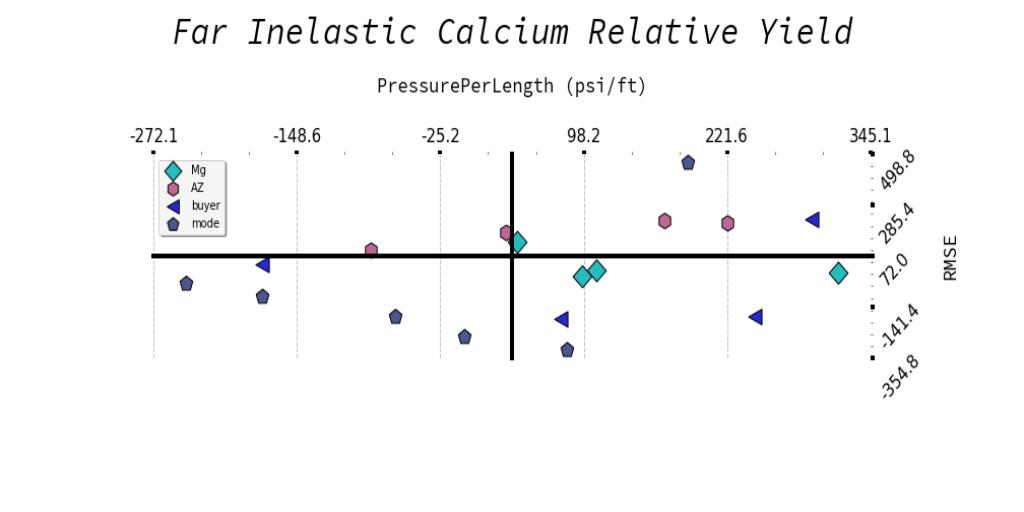 Far Inelastic Calcium Relative Yield
PressurePerLength (psi/ft)
-272.1 -148.6 -25.2 98.2 221.6 345.1
Mg
AZ
buyer
mode
498.8
285.4
72.0
-141.4
-354.8
RMSE